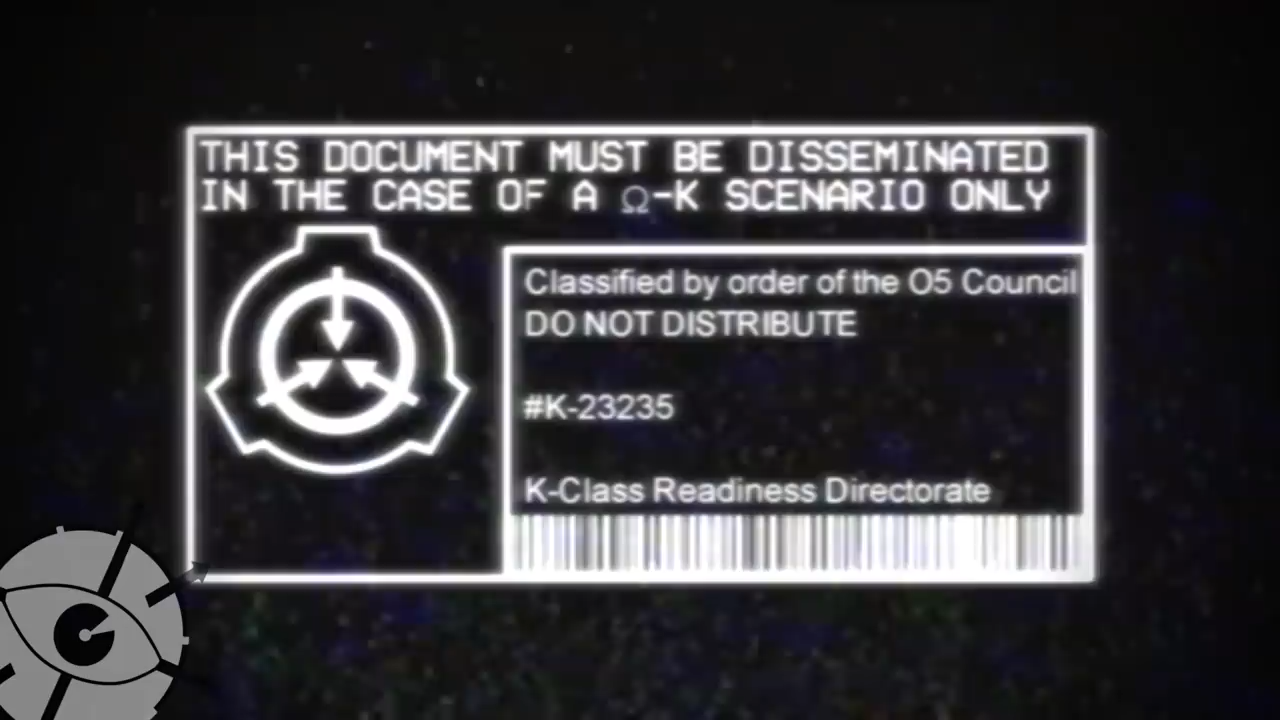 THIS DOCUMENT MUST BE DISSEMINATED
IN THE CASE OF A Ω-K SCENARIO ONLY
Classified by order of the O5 Council
DO NOT DISTRIBUTE
#K-23235
K-Class Readiness Directorate